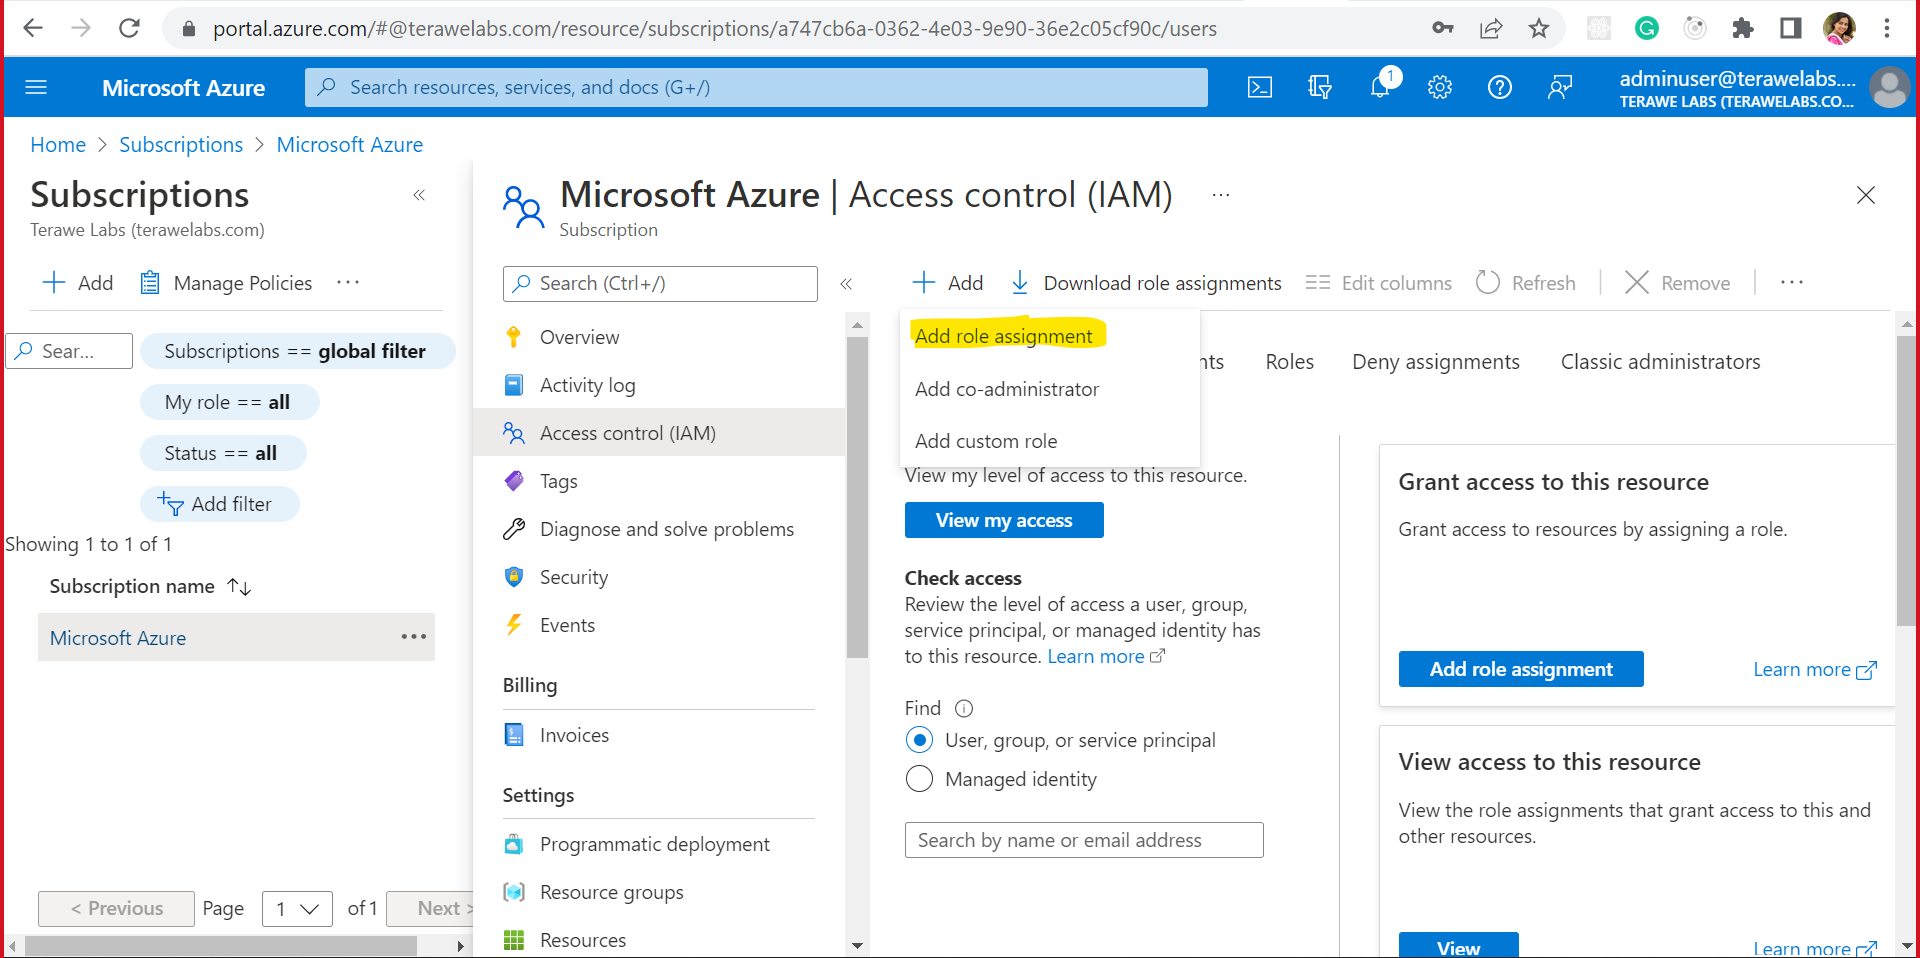 portal.azure.com/#@terawelabs.com/resource/subscriptions/a747cb6a-0362-4e03-9e90-36e2c05cf90c/users
Microsoft Azure
Search resources, services, and docs (G+/)
1
adminuser@terawelabs....
TERAWE LABS (TERAWELABS.CO...
Home > Subscriptions > Microsoft Azure
Subscriptions
«
Terawe Labs (terawelabs.com)
+ Add
Manage Policies
...
Sear...
Subscriptions == global filter
My role == all
Status == all
Add filter
Showing 1 to 1 of 1
Subscription name ↑↓
Microsoft Azure
...
< Previous
Page
1
of 1
Next >
Microsoft Azure | Access control (IAM)
...
Subscription
Search (Ctrl+/)
«
Overview
Activity log
Access control (IAM)
Tags
Diagnose and solve problems
Security
Events
Billing
Invoices
Settings
Programmatic deployment
Resource groups
Resources
+ Add
Download role assignments
Edit columns
Refresh
Remove
...
Add role assignment
Add co-administrator
Add custom role
nts
Roles
Deny assignments
Classic administrators
View my level of access to this resource.
View my access
Check access
Review the level of access a user, group,
service principal, or managed identity has
to this resource. Learn more
Find
User, group, or service principal
Managed identity
Search by name or email address
Grant access to this resource
Grant access to resources by assigning a role.
Add role assignment
Learn more
View access to this resource
View the role assignments that grant access to this and
other resources.
View
Learn more